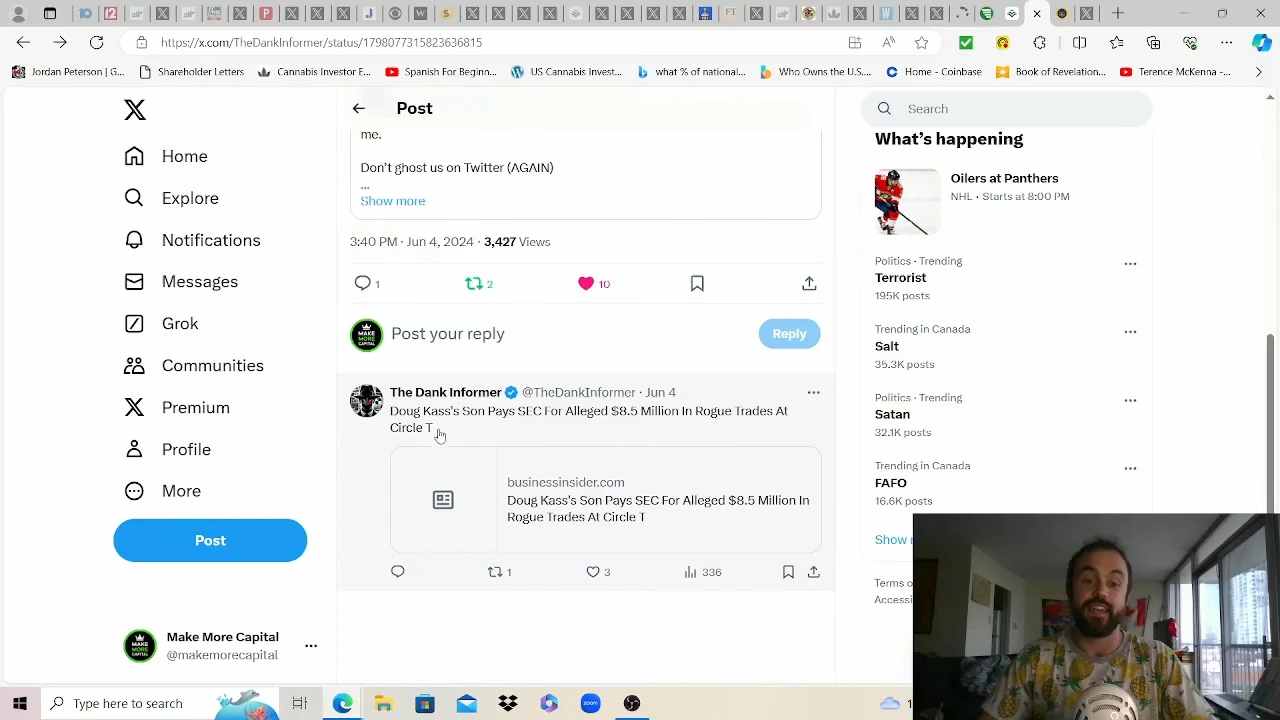 https://x.com/TheDankInformer/status/1798077315823636815
Jordan Peterson | G...
Shareholder Letters
Cannabis Investor E...
Spanish For Beginn...
US Cannabis Invest...
what % of national...
Who Owns the U.S...
Home - Coinbase
Book of Revelation...
Terence McKenna -...
Post
Search
me.
Don't ghost us on Twitter (AGAIN)
...
Show more
3:40 PM · Jun 4, 2024 · 3,427 Views
1
2
10
Post your reply
Reply
The Dank Informer @TheDankInformer · Jun 4
Doug Kass's Son Pays SEC For Alleged $8.5 Million In Rogue Trades At
Circle T
businessinsider.com
Doug Kass's Son Pays SEC For Alleged $8.5 Million In
Rogue Trades At Circle T
1
3
336
Home
Explore
Notifications
Messages
Grok
Communities
Premium
Profile
More
Post
Make More Capital
@makemorecapital
What's happening
Oilers at Panthers
NHL · Starts at 8:00 PM
Politics · Trending
Terrorist
195K posts
Trending in Canada
Salt
35.3K posts
Politics · Trending
Satan
32.1K posts
Trending in Canada
FAFO
16.6K posts
Show
Terms o
Accessi
MAKE
MORE
CAPITAL
Type here to search
zoom